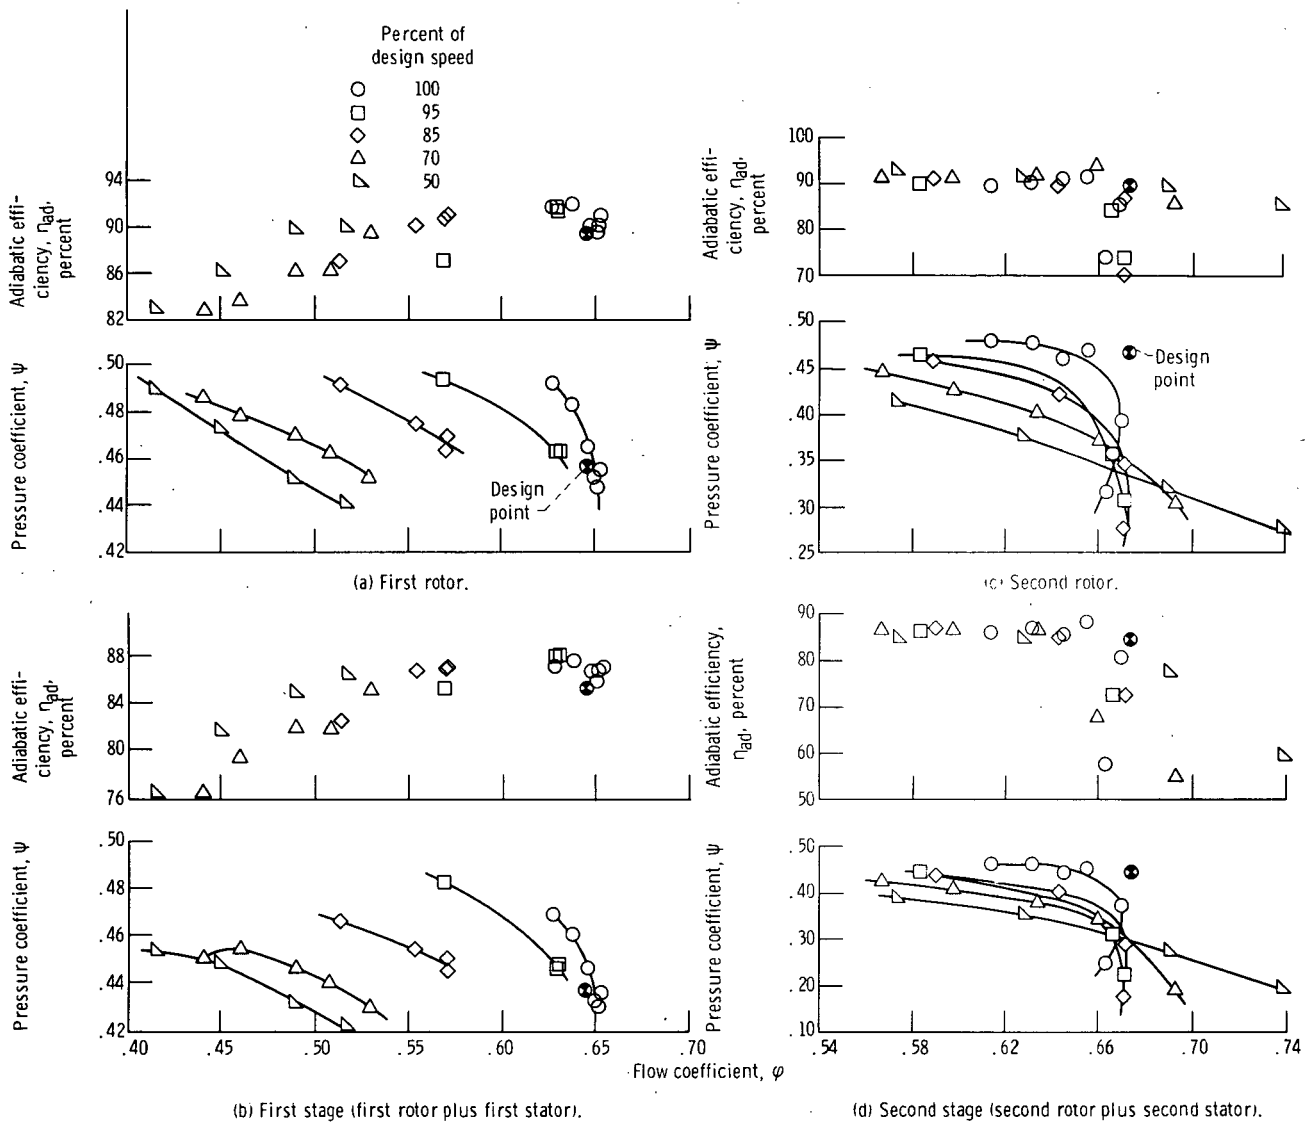 Percent of
design speed
100
95
85
70
50
Adiabatic effi-
ciency, ηad,
percent
94
90
86
82
Pressure coefficient, ψ
.50
.48
.46
.44
.42
Design
point
(a) First rotor.
Adiabatic effi-
ciency, ηad,
percent
88
84
80
76
Pressure coefficient, ψ
.50
.48
.46
.44
.42
.40 .45 .50 .55 .60 .65 .70
(b) First stage (first rotor plus first stator).
Adiabatic effi-
ciency, ηad,
percent
100
90
80
70
Pressure coefficient, ψ
.50
.45
.40
.35
.30
.25
Design
point
(c) Second rotor.
Adiabatic efficiency,
ηad, percent
90
80
70
60
50
Pressure coefficient, ψ
.50
.40
.30
.20
.10
.54 .58 .62 .66 .70 .74
Flow coefficient, φ
(d) Second stage (second rotor plus second stator).